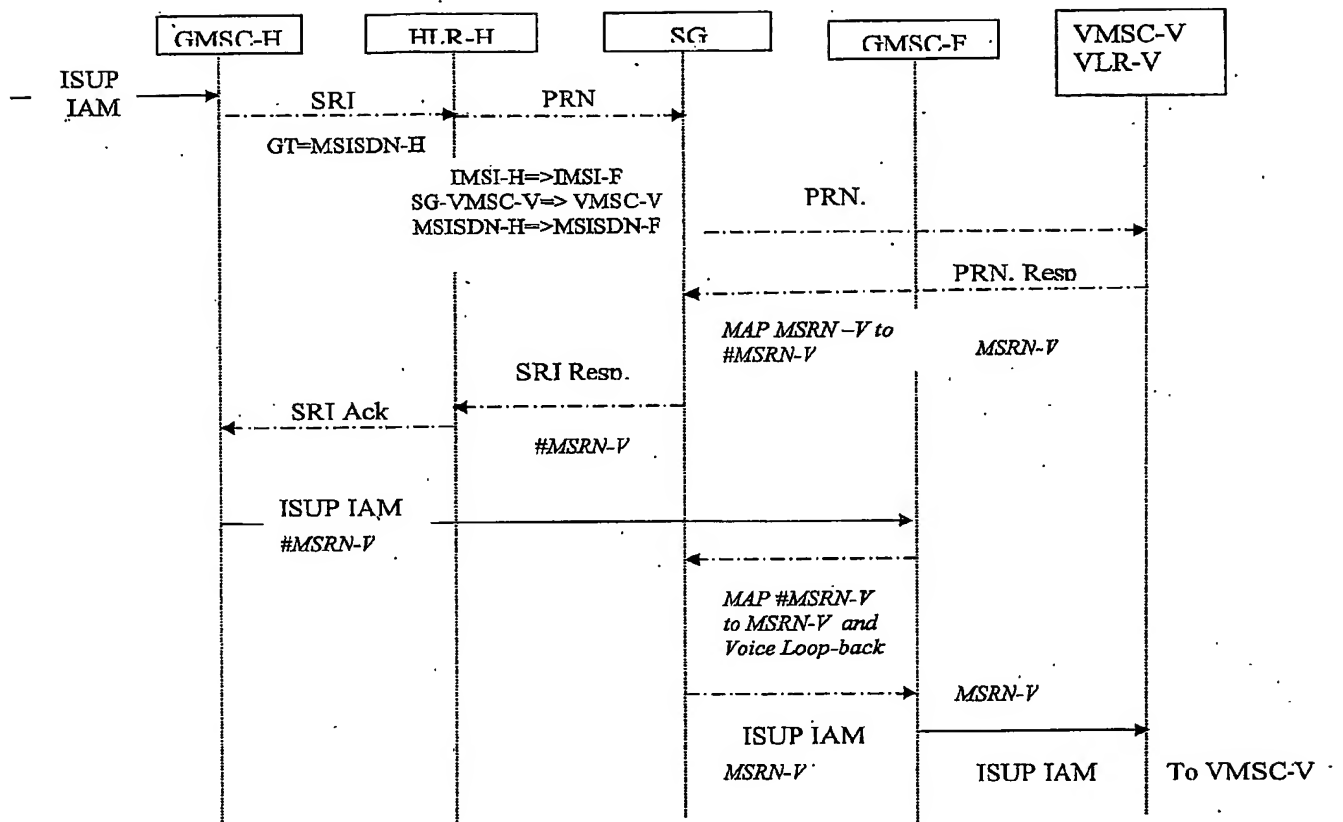 GMSC-H
HLR-H
SG
GMSC-F
VMSC-V
VLR-V
ISUP
IAM
SRI
PRN
GT=MSISDN-H
IMSI-H=>IMSI-F
SG-VMSC-V=> VMSC-V
MSISDN-H=>MSISDN-F
PRN.
PRN. Resp
MAP MSRN –V to
#MSRN-V
MSRN-V
SRI Resp.
SRI Ack
#MSRN-V
ISUP IAM
#MSRN-V
MAP #MSRN-V
to MSRN-V and
Voice Loop-back
MSRN-V
ISUP IAM
MSRN-V
ISUP IAM
To VMSC-V